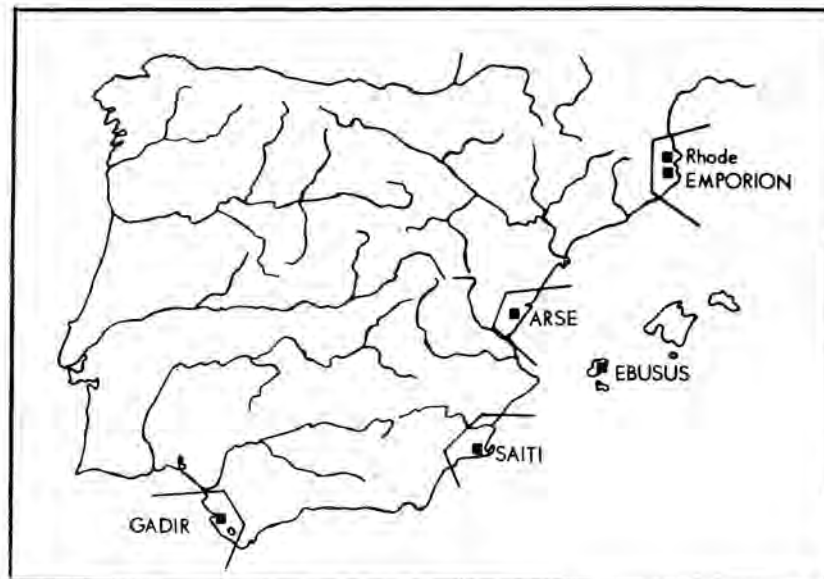 Rhode
EMPORION
ARSE
EBUSUS
SAITI
GADIR